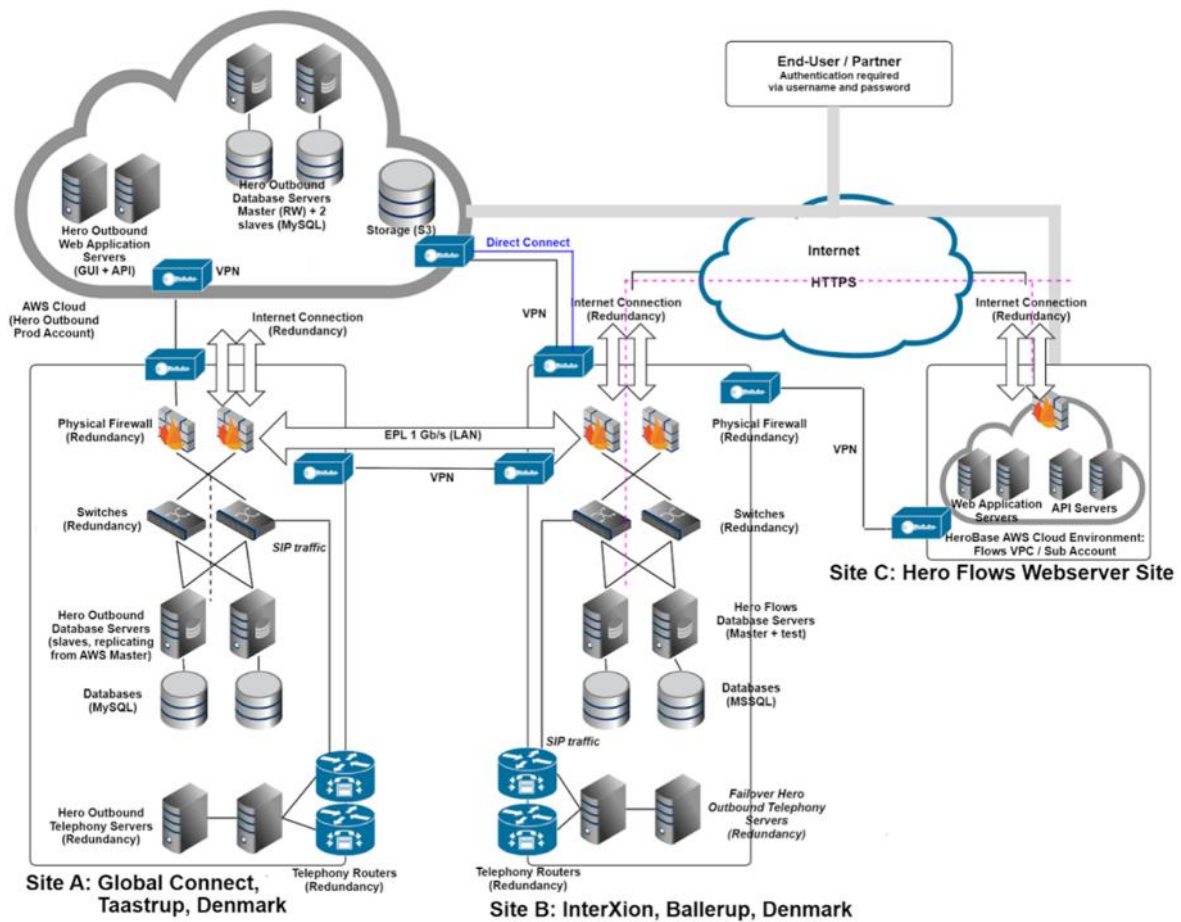 End-User / Partner
Authentication required
via username and password
Hero Outbound
Database Servers
Master (RW) + 2
slaves (MySQL)
Storage (S3)
Hero Outbound
Web Application
Servers
(GUI + API)
VPN
Direct Connect
Internet
HTTPS
AWS Cloud
(Hero Outbound
Prod Account)
Internet Connection
(Redundancy)
VPN
Internet Connection
(Redundancy)
Internet Connection
(Redundancy)
Physical Firewall
(Redundancy)
EPL 1 Gb/s (LAN)
VPN
Physical Firewall
(Redundancy)
VPN
Switches
(Redundancy)
SIP traffic
Switches
(Redundancy)
Web Application
Servers
API Servers
HeroBase AWS Cloud Environment:
Flows VPC / Sub Account
Site C: Hero Flows Webserver Site
Hero Outbound
Database Servers
(slaves, replicating
from AWS Master)
Databases
(MySQL)
Hero Flows
Database Servers
(Master + test)
Databases
(MSSQL)
SIP traffic
Hero Outbound
Telephony Servers
(Redundancy)
Telephony Routers
(Redundancy)
Failover Hero
Outbound Telephony
Servers
(Redundancy)
Telephony Routers
(Redundancy)
Site A: Global Connect,
Taastrup, Denmark
Site B: InterXion, Ballerup, Denmark